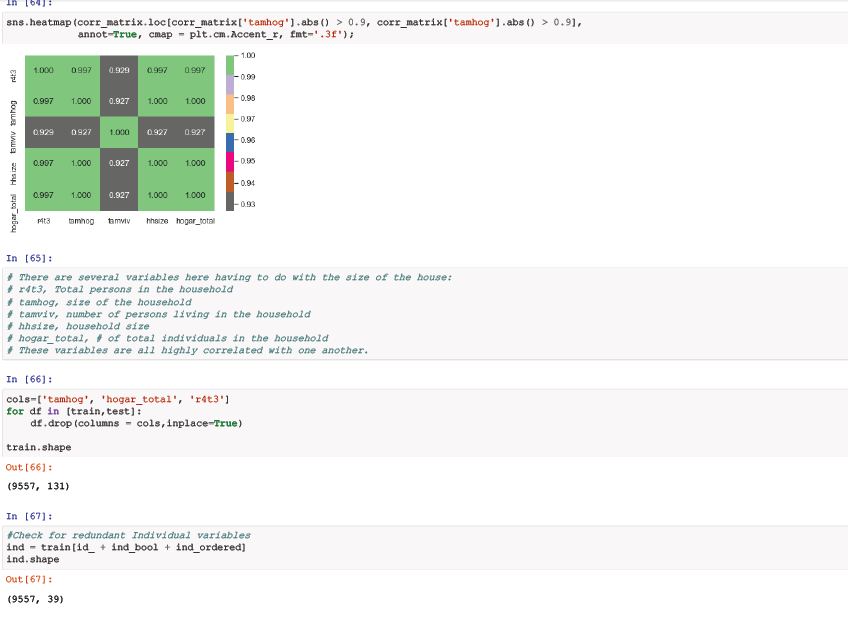 In [64]:
sns.heatmap(corr_matrix.loc[corr_matrix['tamhog'].abs() > 0.9, corr_matrix['tamhog'].abs() > 0.9],
annot=True, cmap = plt.cm.Accent_r, fmt='.3f');
1.00
r4t3 1.000 0.997 0.929 0.997 0.997
0.99
0.98
tamhog 0.997 1.000 0.927 1.000 1.000
0.97
tamviv 0.929 0.927 1.000 0.927 0.927
0.96
0.95
hhsize 0.997 1.000 0.927 1.000 1.000
0.94
hogar_total 0.997 1.000 0.927 1.000 1.000
0.93
r4t3 tamhog tamviv hhsize hogar_total
In [65]:
# There are several variables here having to do with the size of the house:
# r4t3, Total persons in the household
# tamhog, size of the household
# tamviv, number of persons living in the household
# hhsize, household size
# hogar_total, # of total individuals in the household
# These variables are all highly correlated with one another.
In [66]:
cols=['tamhog', 'hogar_total', 'r4t3']
for df in [train,test]:
df.drop(columns = cols,inplace=True)
train.shape
Out[66]:
(9557, 131)
In [67]:
#Check for redundant Individual variables
ind = train[id_ + ind_bool + ind_ordered]
ind.shape
Out[67]:
(9557, 39)